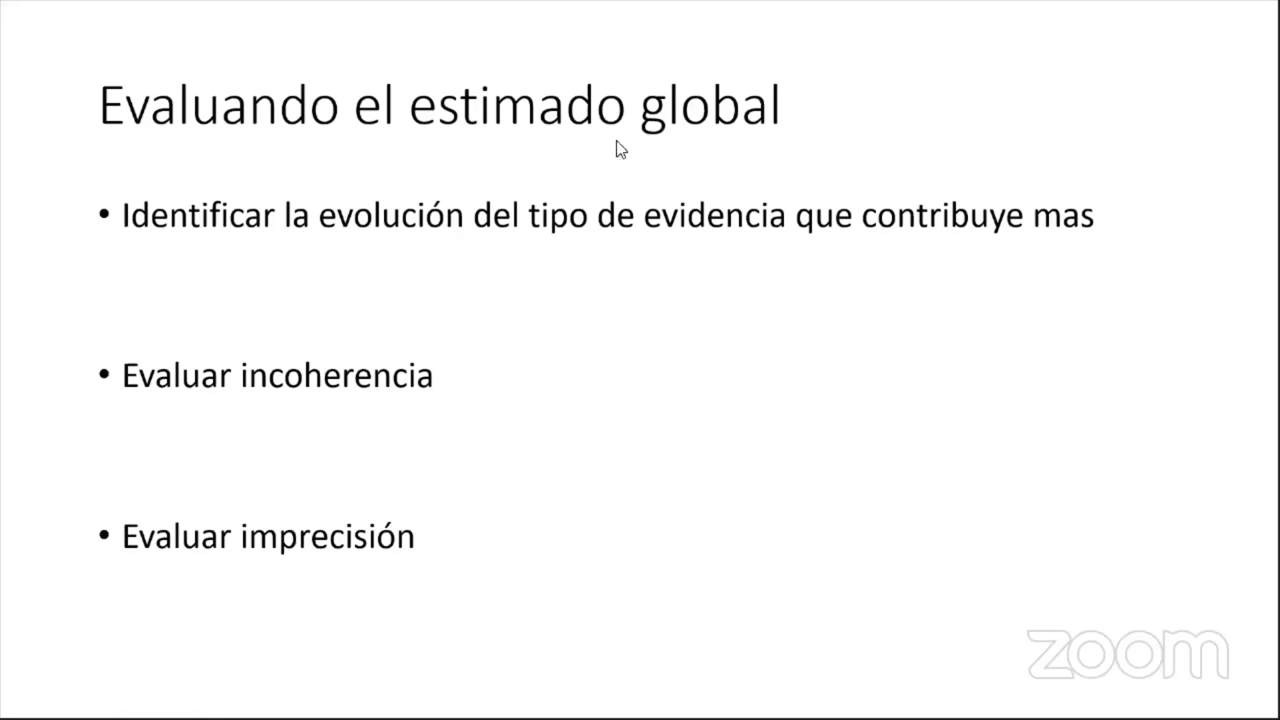 Evaluando el estimado global
• Identificar la evolución del tipo de evidencia que contribuye mas
• Evaluar incoherencia
• Evaluar imprecisión
zoom